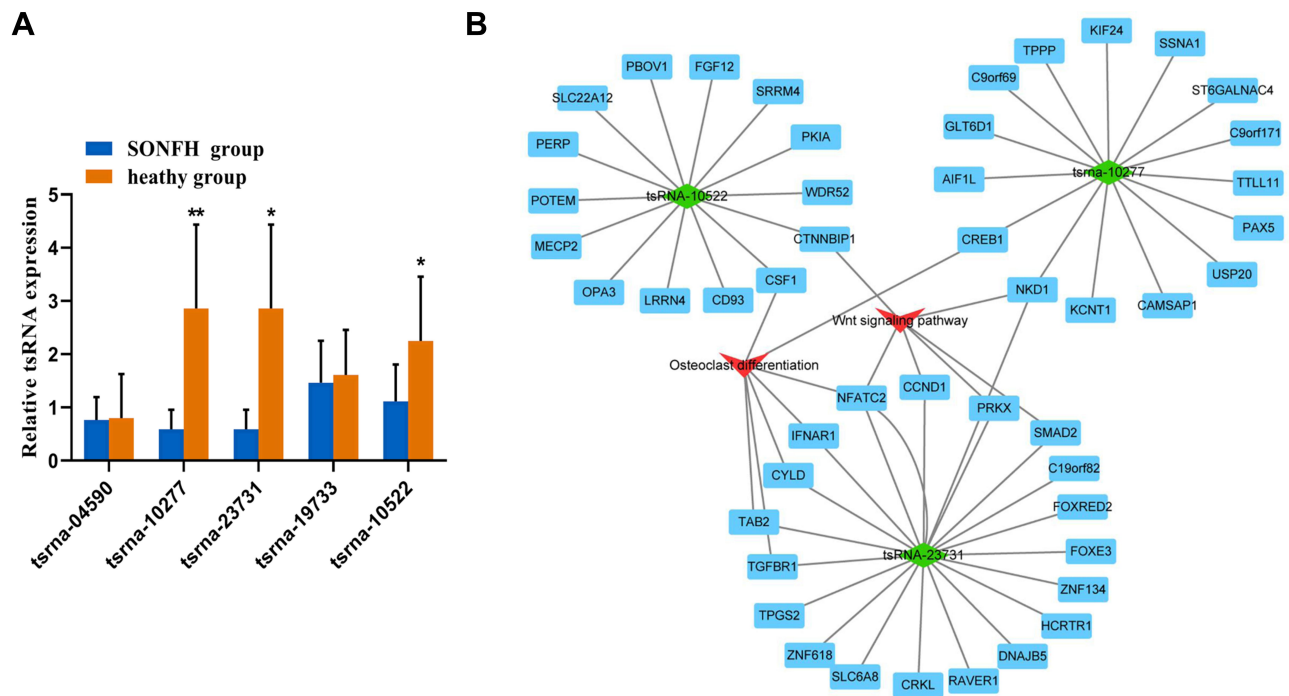 A
SONFH group
heathy group
Relative tsRNA expression
5
4
3
2
1
0
**
*
*
tsrna-04590
tsrna-10277
tsrna-23731
tsrna-19733
tsrna-10522
B
PBOV1
FGF12
SLC22A12
SRRM4
PERP
PKIA
tsRNA-10522
WDR52
POTEM
MECP2
CTNNBIP1
OPA3
LRRN4
CD93
CSF1
KIF24
TPPP
SSNA1
C9orf69
ST6GALNAC4
GLT6D1
C9orf171
tsrna-10277
AIF1L
TTLL11
CREB1
PAX5
USP20
NKD1
KCNT1
CAMSAP1
Wnt signaling pathway
Osteoclast differentiation
NFATC2
CCND1
PRKX
IFNAR1
SMAD2
CYLD
C19orf82
FOXRED2
TAB2
tsRNA-23731
FOXE3
TGFBR1
ZNF134
TPGS2
HCRTR1
ZNF618
DNAJB5
SLC6A8
CRKL
RAVER1